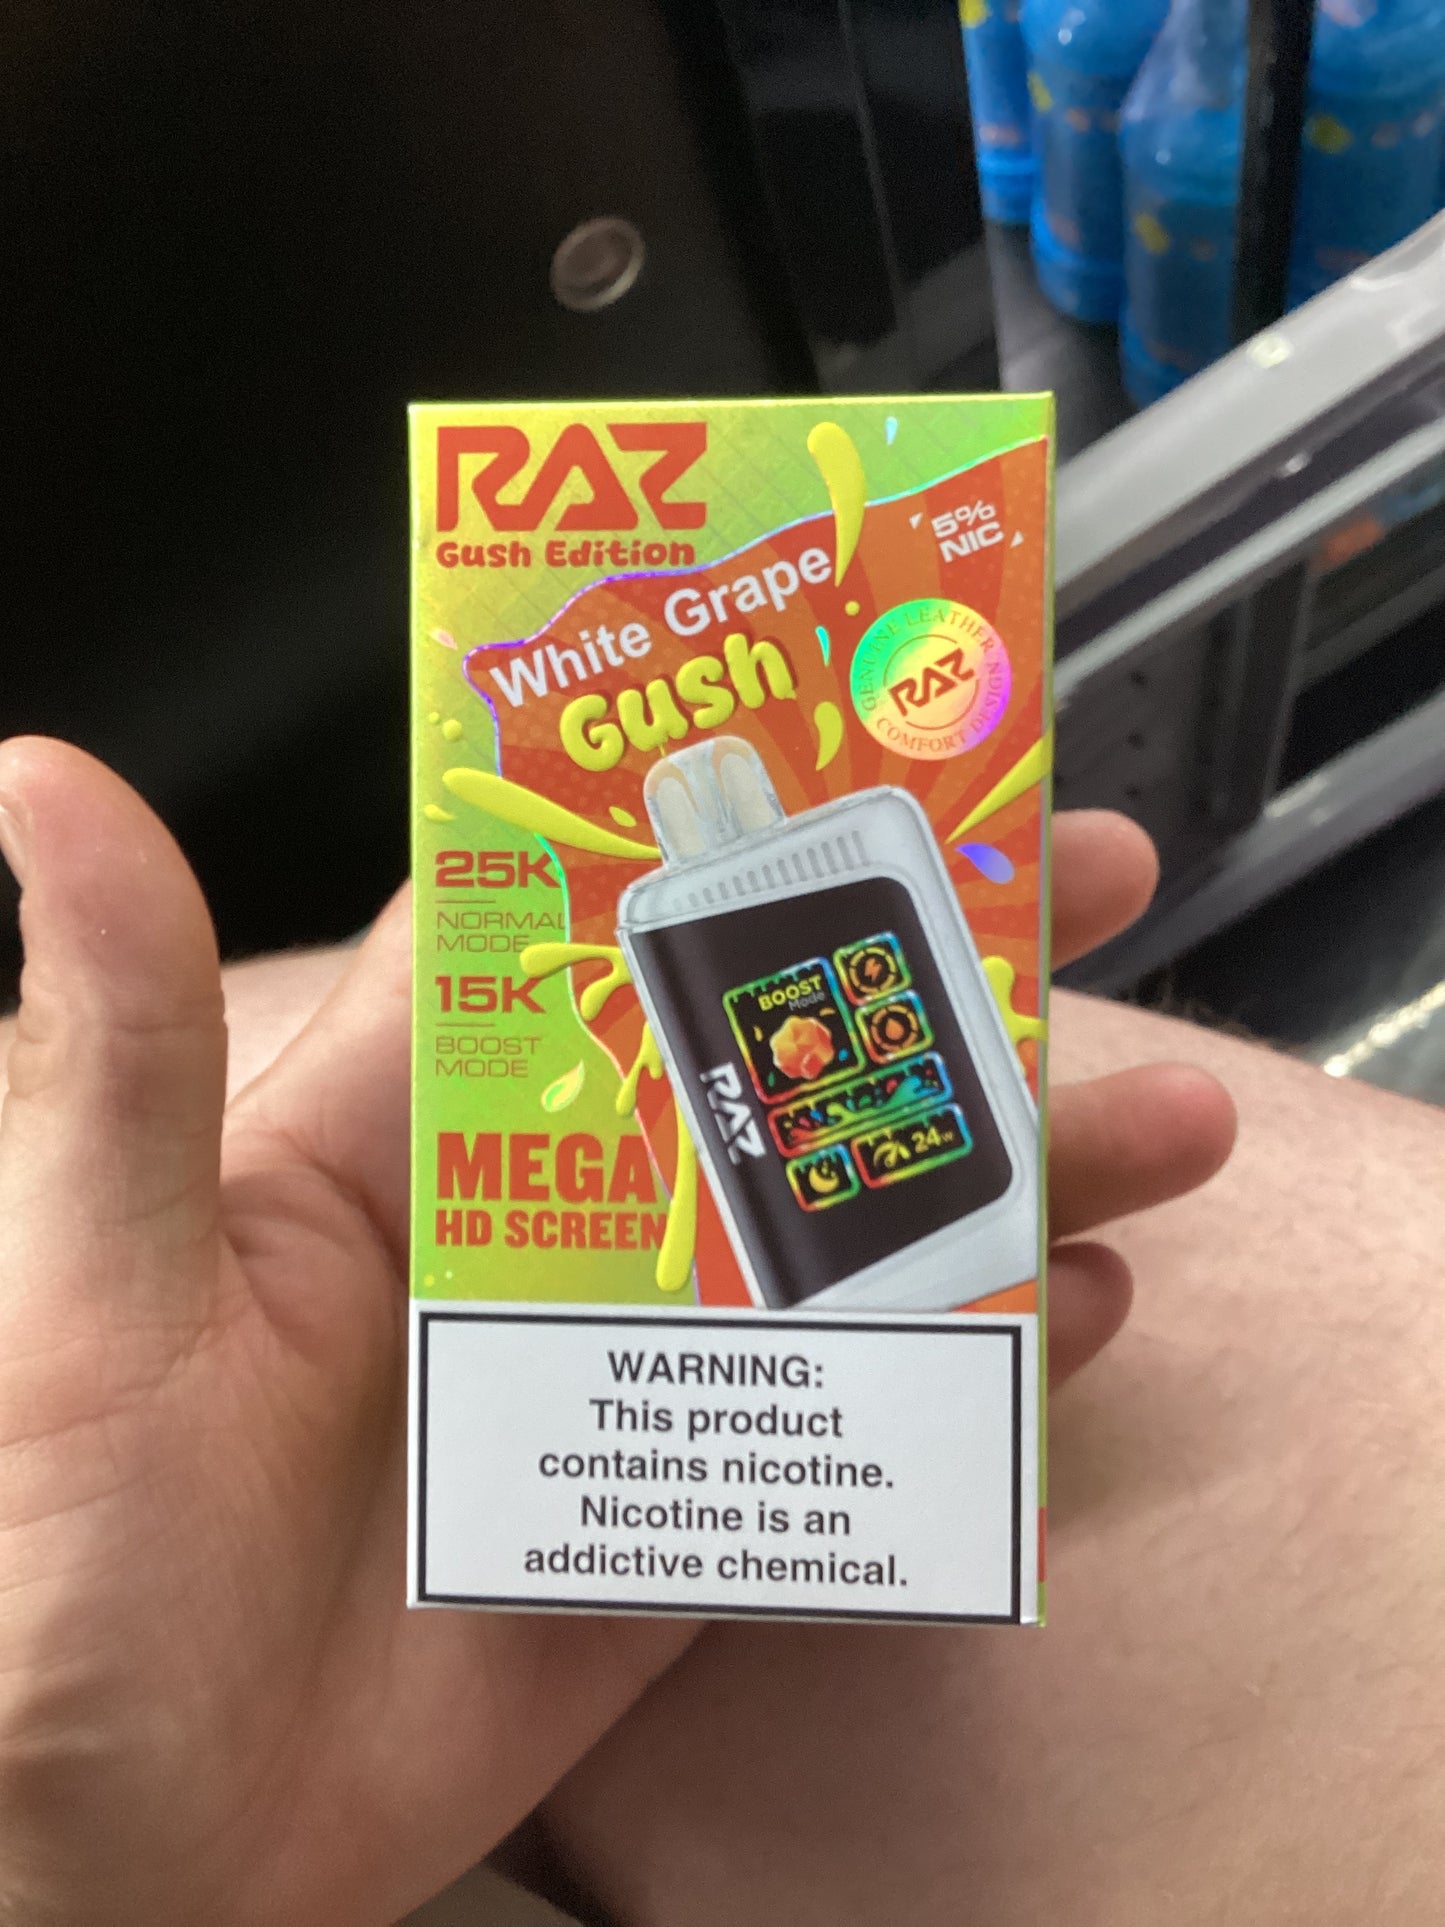 RAZ
Gush Edition
5%
NIC
White Grape
Gush
GENUINE LEATHER
RAZ
COMFORT DESIGN
25K
NORMAL
MODE
15K
BOOST
MODE
BOOST
Mode
RAZ
24w
MEGA
HD SCREEN
WARNING:
This product
contains nicotine.
Nicotine is an
addictive chemical.